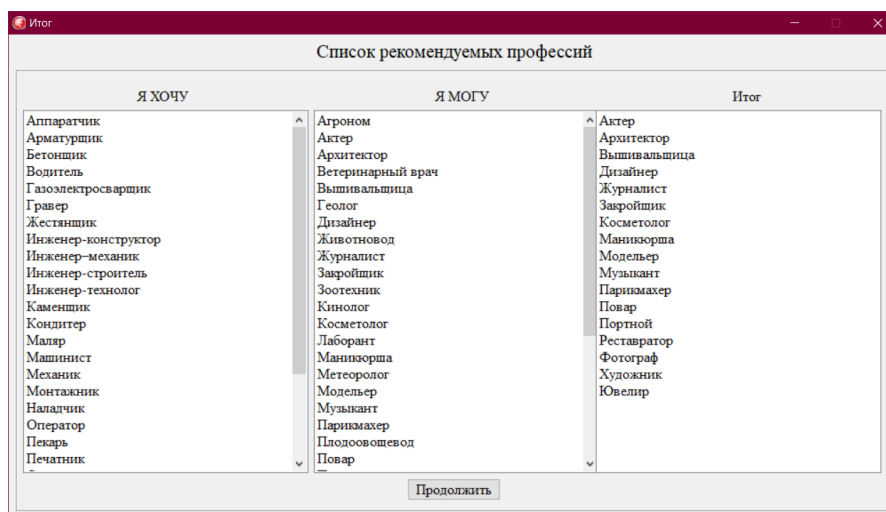 Итог
Список рекомендуемых профессий
Я ХОЧУ
Аппаратчик
Арматурщик
Бетонщик
Водитель
Газоэлектросварщик
Гравер
Жестянщик
Инженер-конструктор
Инженер–механик
Инженер-строитель
Инженер-технолог
Каменщик
Кондитер
Маляр
Машинист
Механик
Монтажник
Наладчик
Оператор
Пекарь
Печатник
Я МОГУ
Агроном
Актер
Архитектор
Ветеринарный врач
Вышивальщица
Геолог
Дизайнер
Животновод
Журналист
Закройщик
Зоотехник
Кинолог
Косметолог
Лаборант
Маникюрша
Метеоролог
Модельер
Музыкант
Парикмахер
Плодоовощевод
Повар
Итог
Актер
Архитектор
Вышивальщица
Дизайнер
Журналист
Закройщик
Косметолог
Маникюрша
Модельер
Музыкант
Парикмахер
Повар
Портной
Реставратор
Фотограф
Художник
Ювелир
Продолжить